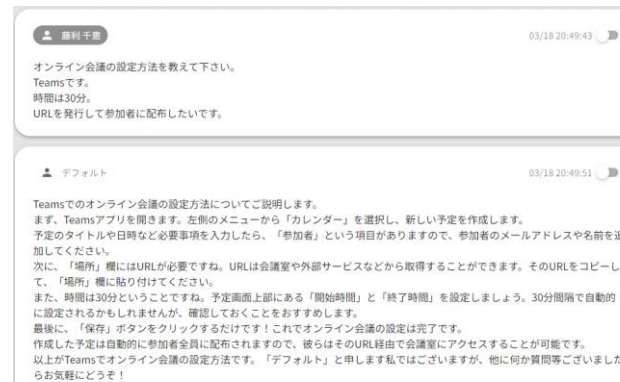 藤利 千恵
03/18 20:49:43
オンライン会議の設定方法を教えて下さい。
Teamsです。
時間は30分。
URLを発行して参加者に配布したいです。
デフォルト
03/18 20:49:51
Teamsでのオンライン会議の設定方法についてご説明します。
まず、Teamsアプリを開きます。左側のメニューから「カレンダー」を選択し、新しい予定を作成します。
予定のタイトルや日時など必要事項を入力したら、「参加者」という項目がありますので、参加者のメールアドレスや名前を追
加してください。
次に、「場所」欄にはURLが必要ですね。URLは会議室や外部サービスなどから取得することができます。そのURLをコピーし
て、「場所」欄に貼り付けてください。
また、時間は30分ということですね。予定画面上部にある「開始時間」と「終了時間」を設定しましょう。30分間隔で自動的
に設定されるかもしれませんが、確認しておくことをおすすめします。
最後に、「保存」ボタンをクリックするだけです！これでオンライン会議の設定は完了です。
作成した予定は自動的に参加者全員に配布されますので、彼らはそのURL経由で会議室にアクセスすることが可能です。
以上がTeamsでオンライン会議の設定方法です。「デフォルト」と申します私ではございますが、他に何か質問等ございました
らお気軽にどうぞ！